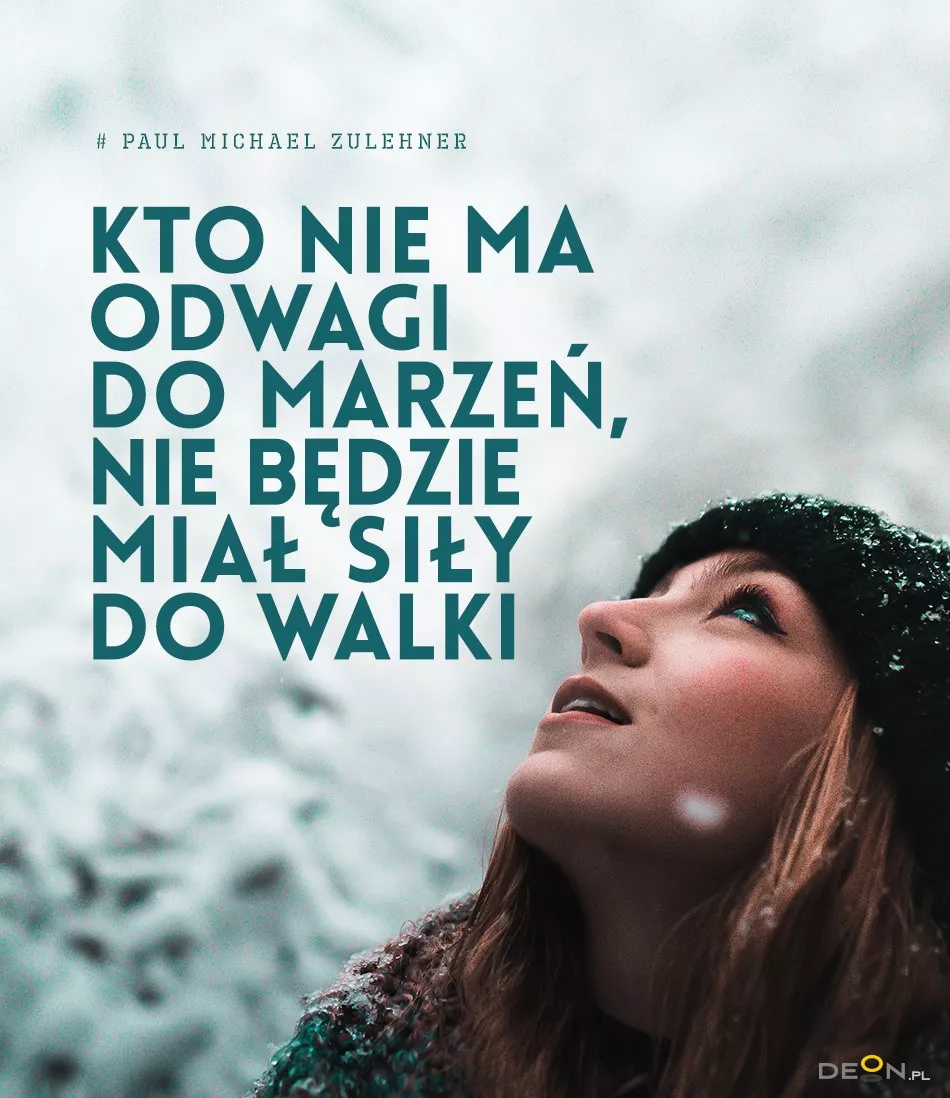 # PAUL MICHAEL ZULEHNER
KTO NIE MA
ODWAGI
DO MARZEŃ,
NIE BĘDZIE
MIAŁ SIŁY
DO WALKI
DEON.PL